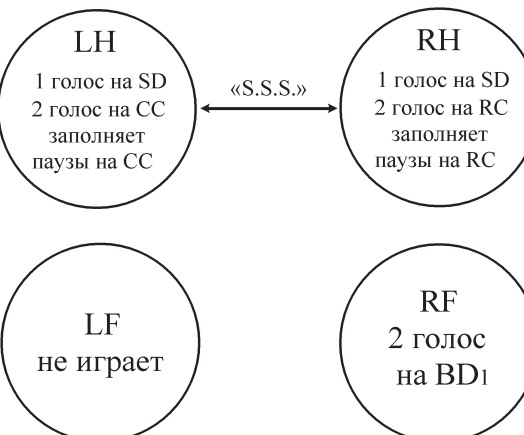 LH
1 голос на SD
2 голос на CC
заполняет
паузы на CC
«S.S.S.»
RH
1 голос на SD
2 голос на RC
заполняет
паузы на RC
LF
не играет
RF
2 голос
на BD1